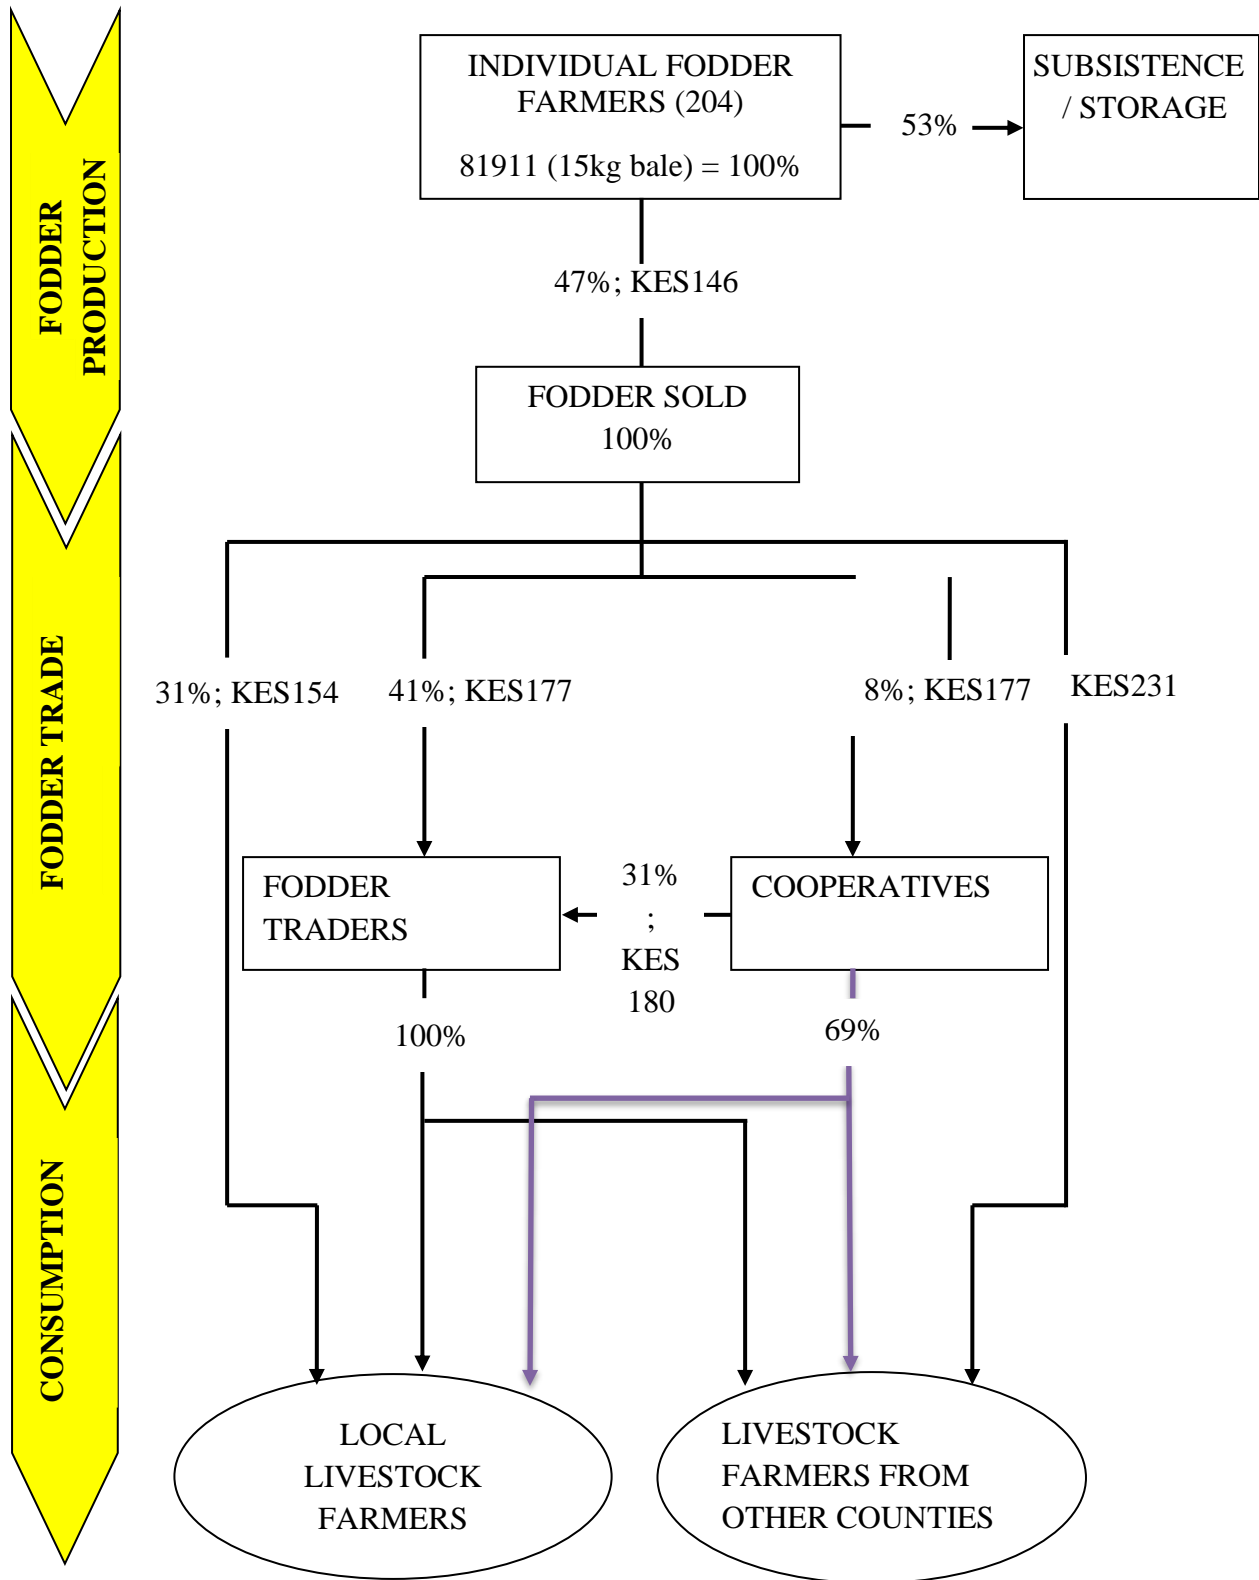 INDIVIDUAL FODDER
FARMERS (204)
81911 (15kg bale) = 100%
53%
SUBSISTENCE
/ STORAGE
FODDER
PRODUCTION
47%; KES146
FODDER SOLD
100%
FODDER TRADE
31%; KES154
41%; KES177
8%; KES177
KES231
FODDER
TRADERS
31%
;
KES
180
COOPERATIVES
100%
69%
CONSUMPTION
LOCAL
LIVESTOCK
FARMERS
LIVESTOCK
FARMERS FROM
OTHER COUNTIES